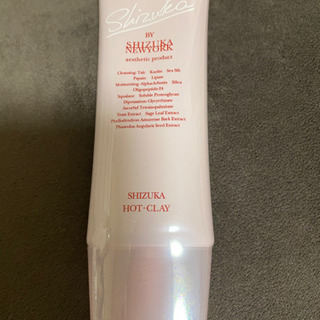 Shizuka
BY
SHIZUKA
NEWYORK
aesthetic product
Cleansing: Talc Kaolin Sea Silt
Papain Lipase
Moisturizing: Alpha-Arbutin Silica
Oligopeptide-24
Squalane Soluble Proteoglycan
Dipotassium Glycyrrhizate
Ascorbyl Tetraisopalmitate
Yeast Extract Sage Leaf Extract
Phellodendron Amurense Bark Extract
Phaseolus Angularis Seed Extract
SHIZUKA
HOT-CLAY